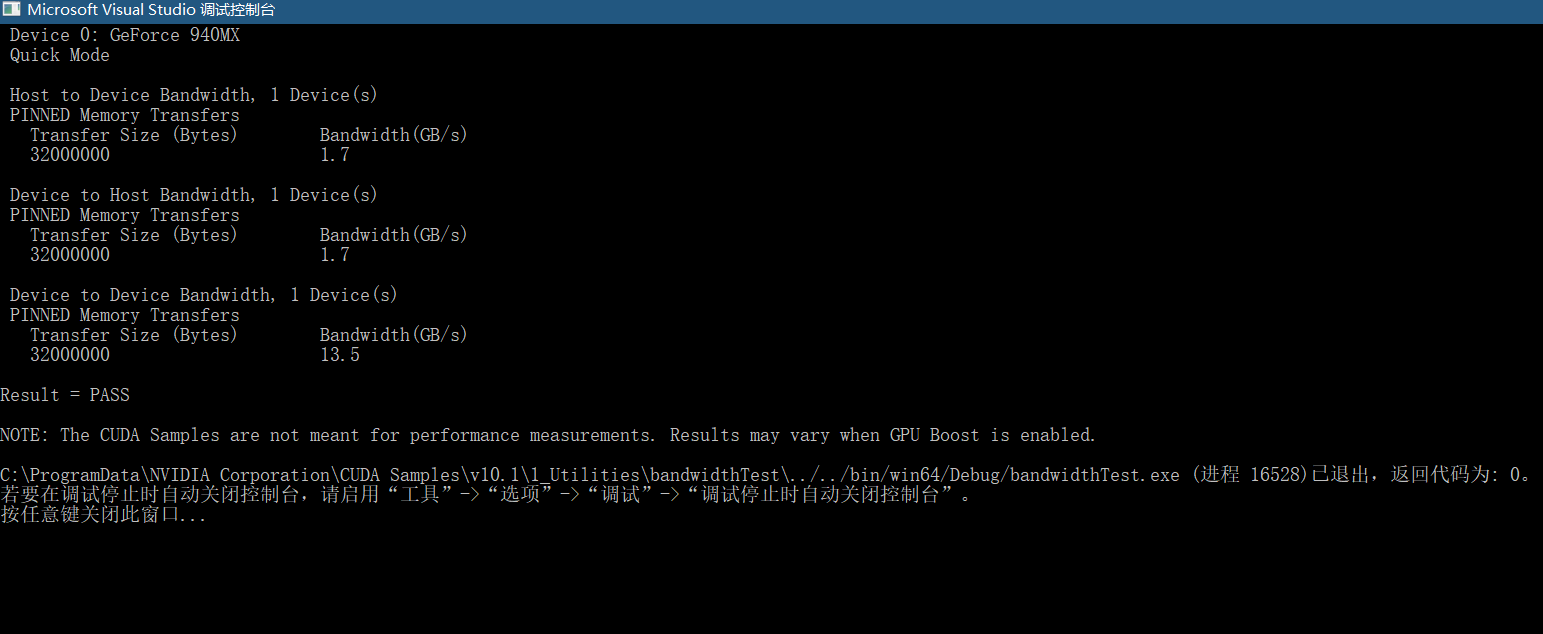 Microsoft Visual Studio 调试控制台
Device 0: GeForce 940MX
Quick Mode
Host to Device Bandwidth, 1 Device(s)
PINNED Memory Transfers
Transfer Size (Bytes) Bandwidth(GB/s)
32000000 1.7
Device to Host Bandwidth, 1 Device(s)
PINNED Memory Transfers
Transfer Size (Bytes) Bandwidth(GB/s)
32000000 1.7
Device to Device Bandwidth, 1 Device(s)
PINNED Memory Transfers
Transfer Size (Bytes) Bandwidth(GB/s)
32000000 13.5
Result = PASS
NOTE: The CUDA Samples are not meant for performance measurements. Results may vary when GPU Boost is enabled.
C:\ProgramData\NVIDIA Corporation\CUDA Samples\v10.1\1_Utilities\bandwidthTest\../../bin/win64/Debug/bandwidthTest.exe (进程 16528)已退出，返回代码为: 0。
若要在调试停止时自动关闭控制台，请启用“工具”->“选项”->“调试”->“调试停止时自动关闭控制台”。
按任意键关闭此窗口...